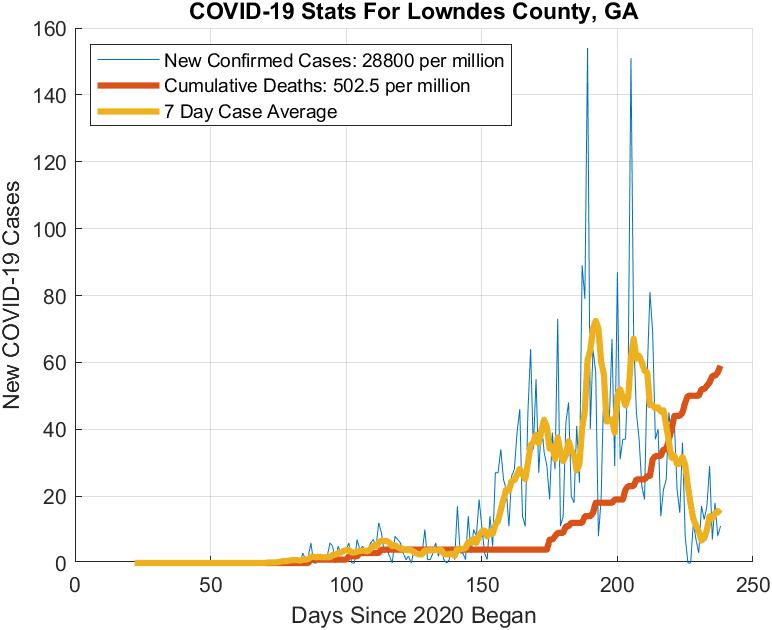 COVID-19 Stats For Lowndes County, GA
New Confirmed Cases: 28800 per million
Cumulative Deaths: 502.5 per million
7 Day Case Average
New COVID-19 Cases
160
140
120
100
80
60
40
20
0
0 50 100 150 200 250
Days Since 2020 Began